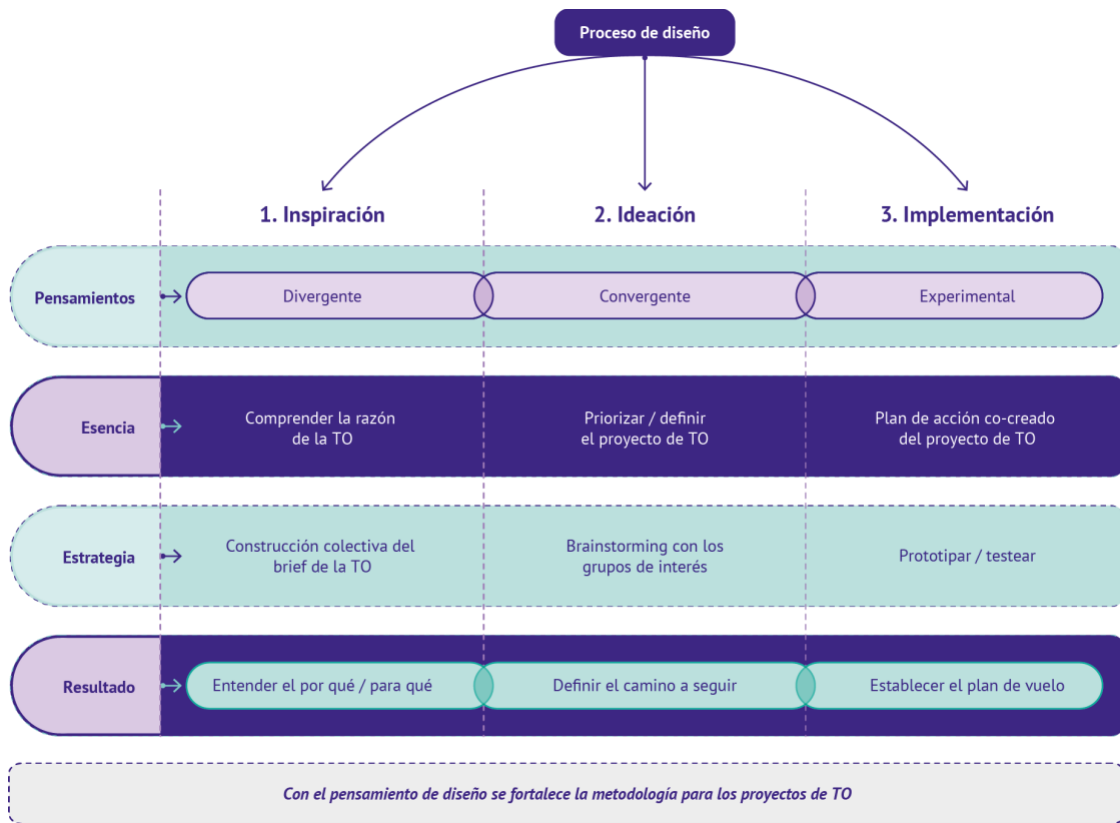 Proceso de diseño
1. Inspiración
2. Ideación
3. Implementación
Pensamientos
Divergente
Convergente
Experimental
Esencia
Comprender la razón
de la TO
Priorizar / definir
el proyecto de TO
Plan de acción co-creado
del proyecto de TO
Estrategia
Construcción colectiva del
brief de la TO
Brainstorming con los
grupos de interés
Prototipar / testear
Resultado
Entender el por qué / para qué
Definir el camino a seguir
Establecer el plan de vuelo
Con el pensamiento de diseño se fortalece la metodología para los proyectos de TO